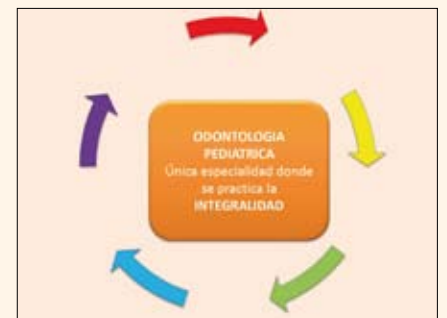 ODONTOLOGIA
PEDIATRICA
Única especialidad donde
se practica la
INTEGRALIDAD